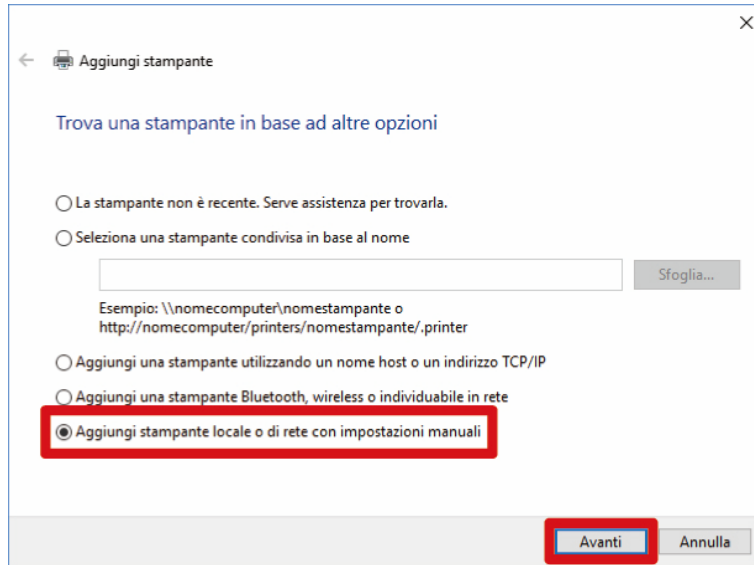 Aggiungi stampante
Trova una stampante in base ad altre opzioni
La stampante non è recente. Serve assistenza per trovarla.
Seleziona una stampante condivisa in base al nome
Sfoglia...
Esempio: \\nomecomputer\nomestampante o
http://nomecomputer/printers/nomestampante/.printer
Aggiungi una stampante utilizzando un nome host o un indirizzo TCP/IP
Aggiungi una stampante Bluetooth, wireless o individuabile in rete
Aggiungi stampante locale o di rete con impostazioni manuali
Avanti
Annulla